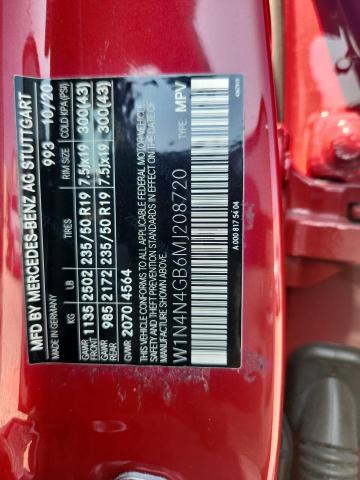 MFD BY MERCEDES-BENZ AG STUTTGART
993 10/20
KG LB TIRES RIM SIZE COLD KPA (PSI)
GAWR FRONT 1135 2502 235/50 R19 7.5Jx19 300(43)
GAWR REAR 985 2172 235/50 R19 7.5Jx19 300(43)
GVWR 2070 4564
THIS VEHICLE CONFORMS TO ALL APPLICABLE FEDERAL MOTOR VEHICLE
SAFETY, BUMPER, AND THEFT PREVENTION
STANDARDS IN EFFECT ON THE DATE OF
MANUFACTURE SHOWN ABOVE.
W1N4N4GB6MJ208720
TYPE: MPV
A 000 817 54 04